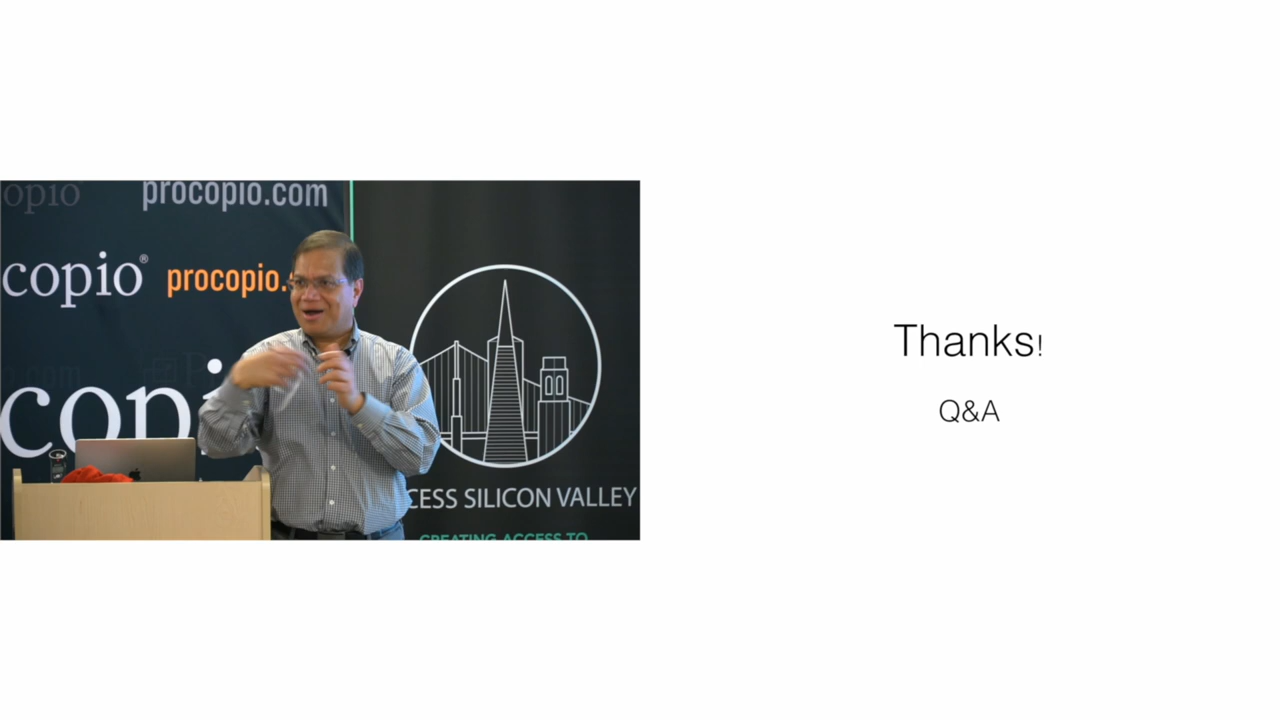 opio
procopio.com
copio®
procopio.
copi
CESS SILICON VALLEY
CREATING ACCESS TO
Thanks!
Q&A